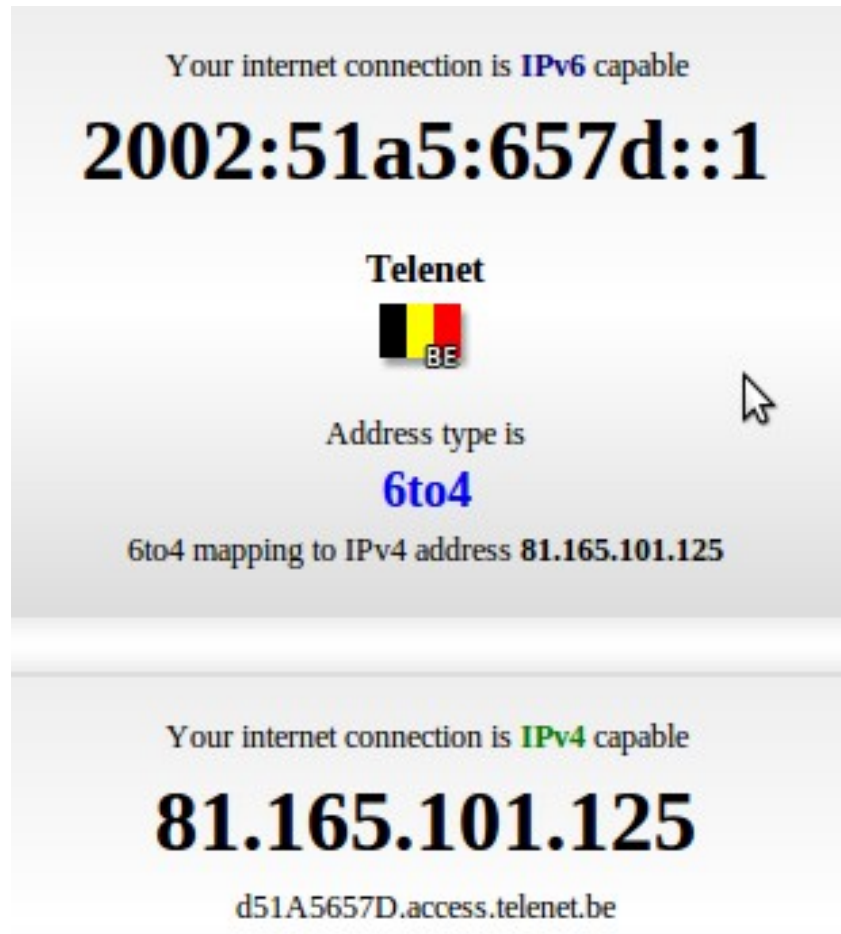 Your internet connection is IPv6 capable
2002:51a5:657d::1
Telenet
BE
Address type is
6to4
6to4 mapping to IPv4 address 81.165.101.125
Your internet connection is IPv4 capable
81.165.101.125
d51A5657D.access.telenet.be